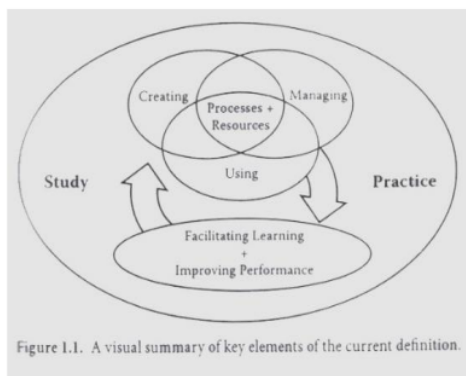 Creating
Managing
Processes +
Resources
Using
Study
Practice
Facilitating Learning
+
Improving Performance
Figure 1.1. A visual summary of key elements of the current definition.